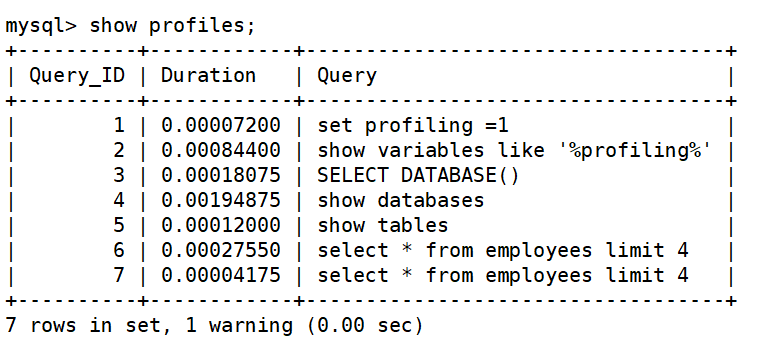 mysql> show profiles;
+----------+------------+-----------------------------------+
| Query_ID | Duration   | Query                             |
+----------+------------+-----------------------------------+
|        1 | 0.00007200 | set profiling =1                  |
|        2 | 0.00084400 | show variables like '%profiling%' |
|        3 | 0.00018075 | SELECT DATABASE()                 |
|        4 | 0.00194875 | show databases                    |
|        5 | 0.00012000 | show tables                       |
|        6 | 0.00027550 | select * from employees limit 4   |
|        7 | 0.00004175 | select * from employees limit 4   |
+----------+------------+-----------------------------------+
7 rows in set, 1 warning (0.00 sec)